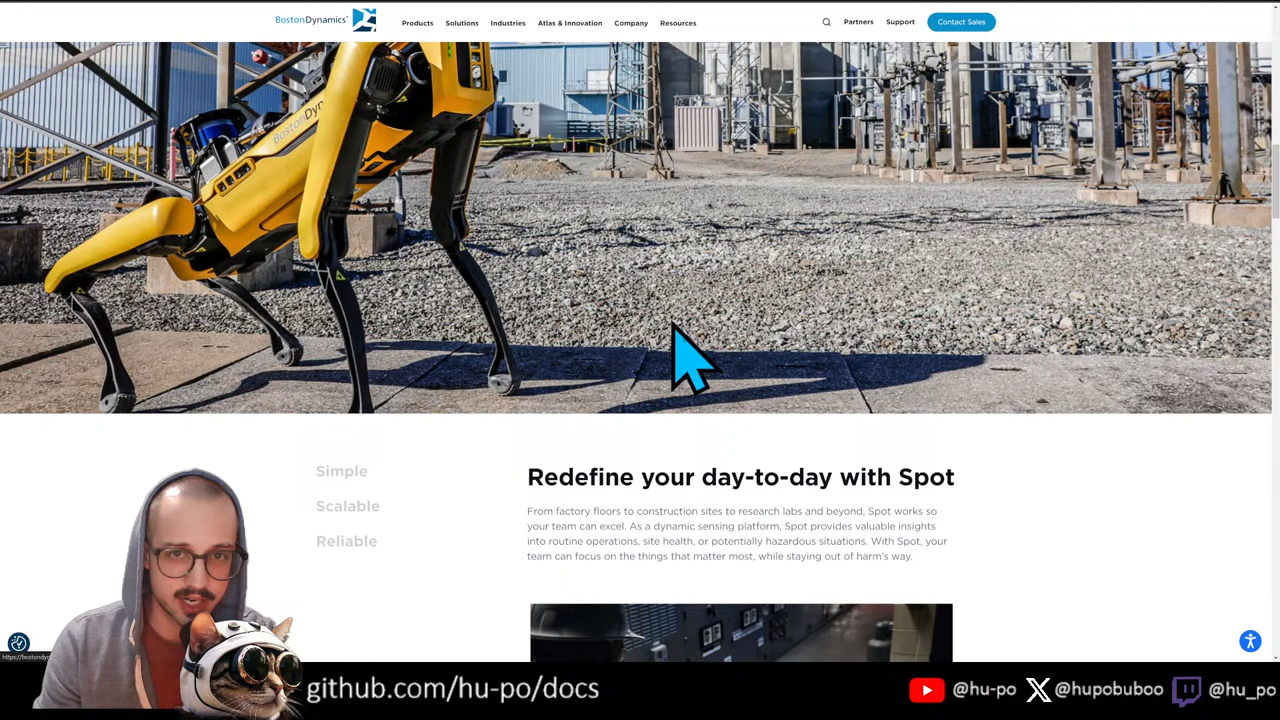 BostonDynamics
Products
Solutions
Industries
Atlas & Innovation
Company
Resources
Partners
Support
Contact Sales
BostonDyn
Simple
Scalable
Reliable
Redefine your day-to-day with Spot
From factory floors to construction sites to research labs and beyond, Spot works so
your team can excel. As a dynamic sensing platform, Spot provides valuable insights
into routine operations, site health, or potentially hazardous situations. With Spot, your
team can focus on the things that matter most, while staying out of harm's way.
https://bostondy
github.com/hu-po/docs
@hu-po
@hupobuboo
@hu_po